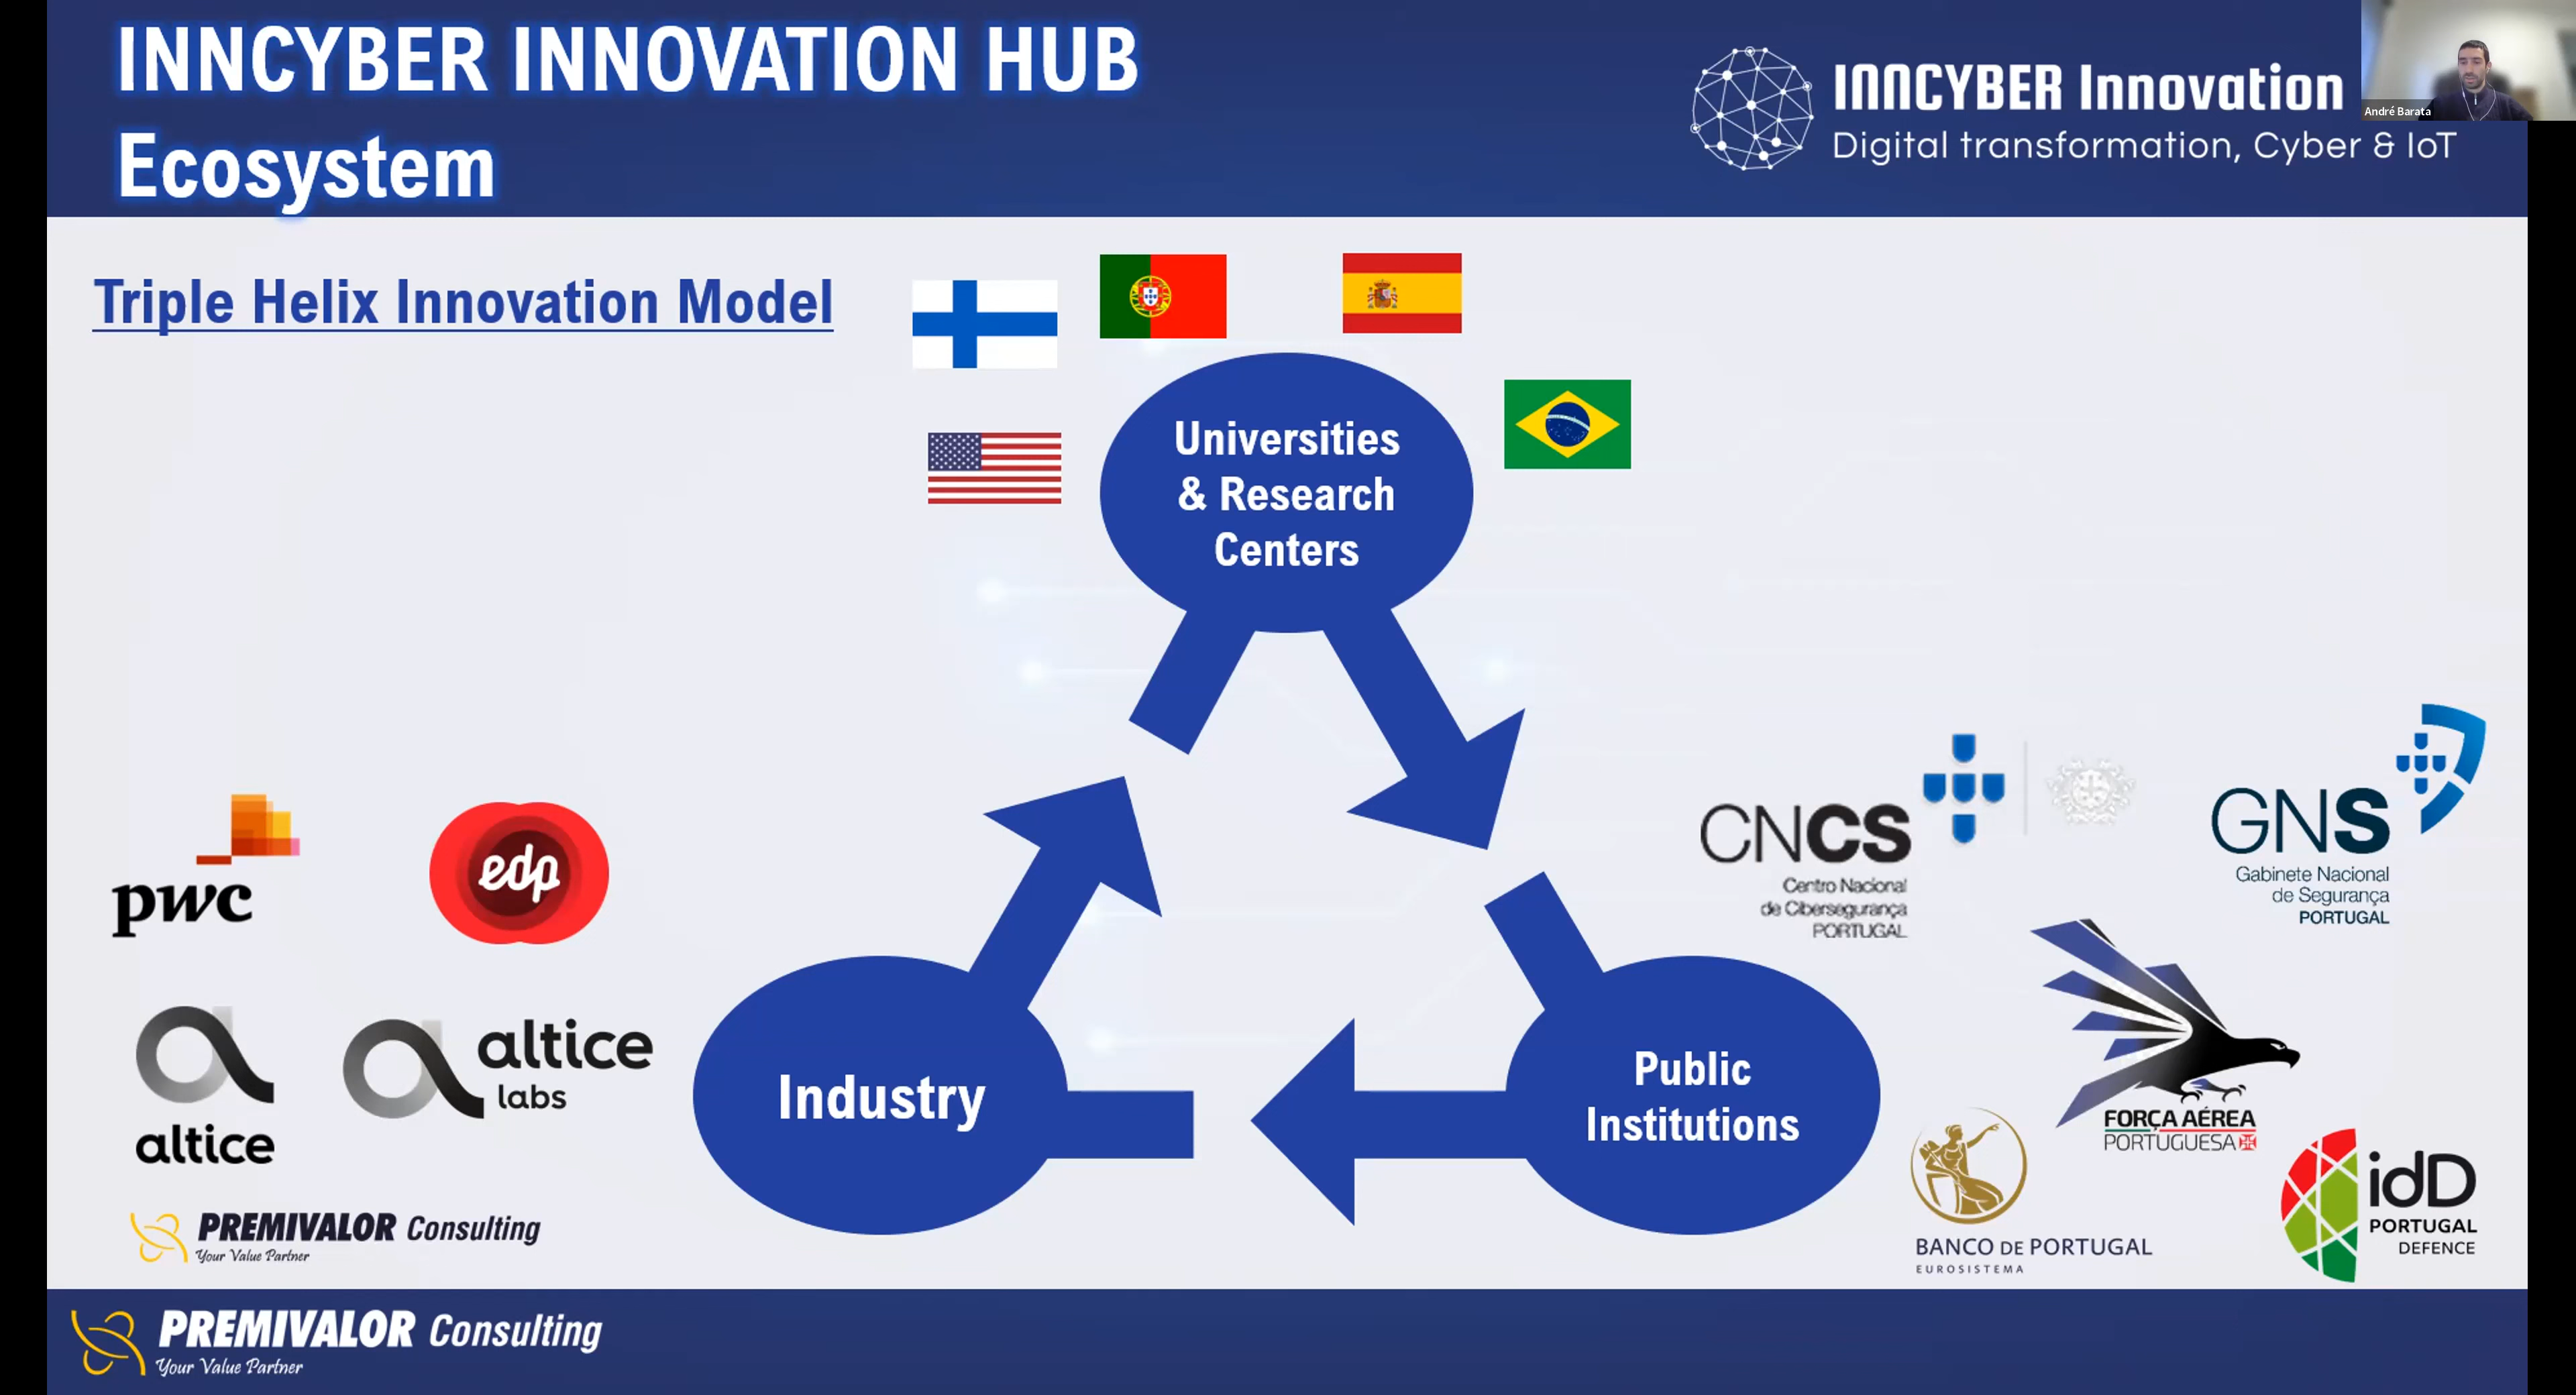 INNCYBER INNOVATION HUB
Ecosystem
INNCYBER Innovation
Digital transformation, Cyber & IoT
André Barata
Triple Helix Innovation Model
Universities
& Research
Centers
pwc
edp
altice
altice
labs
PREMIVALOR Consulting
Your Value Partner
Industry
Public
Institutions
CNCS
Centro Nacional
de Cibersegurança
PORTUGAL
GNS
Gabinete Nacional
de Segurança
PORTUGAL
FORÇA AÉREA
PORTUGUESA
BANCO DE PORTUGAL
EUROSISTEMA
idD
PORTUGAL
DEFENCE
PREMIVALOR Consulting
Your Value Partner